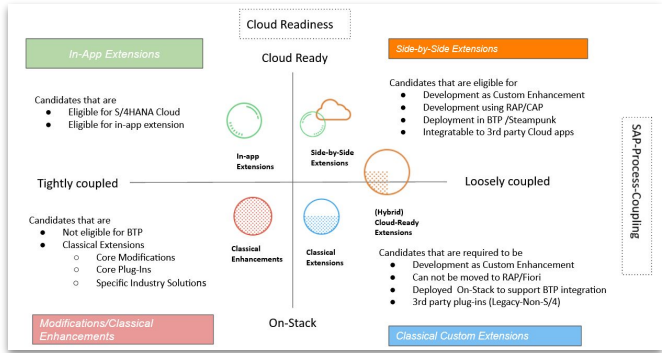 Cloud Readiness
In-App Extensions
Cloud Ready
Side-by-Side Extensions
Candidates that are
Eligible for S/4HANA Cloud
Eligible for in-app extension
Candidates that are eligible for
Development as Custom Enhancement
Development using RAP/CAP
Deployment in BTP /Steampunk
Integratable to 3rd party Cloud apps
In-app
Extensions
Side-by-Side
Extensions
SAP-Process-Coupling
Tightly coupled
Loosely coupled
Candidates that are
Not eligible for BTP
Classical Extensions
Core Modifications
Core Plug-Ins
Specific Industry Solutions
Classical
Enhancements
Classical
Extensions
(Hybrid)
Cloud-Ready
Extensions
Candidates that are required to be
Development as Custom Enhancement
Can not be moved to RAP/Fiori
Deployed On-Stack to support BTP integration
3rd party plug-ins (Legacy-Non-S/4)
Modifications/Classical
Enhancements
On-Stack
Classical Custom Extensions